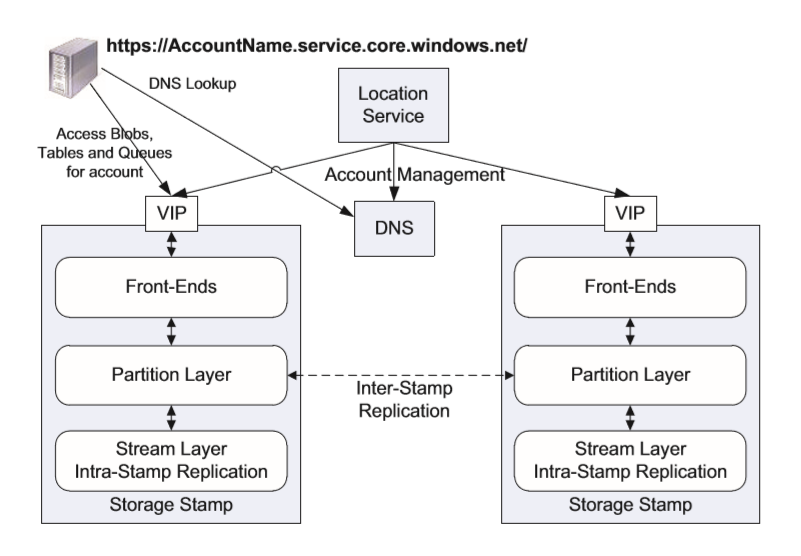 https://AccountName.service.core.windows.net/
DNS Lookup
Location
Service
Access Blobs,
Tables and Queues
for account
Account Management
VIP
DNS
VIP
Front-Ends
Front-Ends
Partition Layer
Inter-Stamp
Replication
Partition Layer
Stream Layer
Intra-Stamp Replication
Stream Layer
Intra-Stamp Replication
Storage Stamp
Storage Stamp